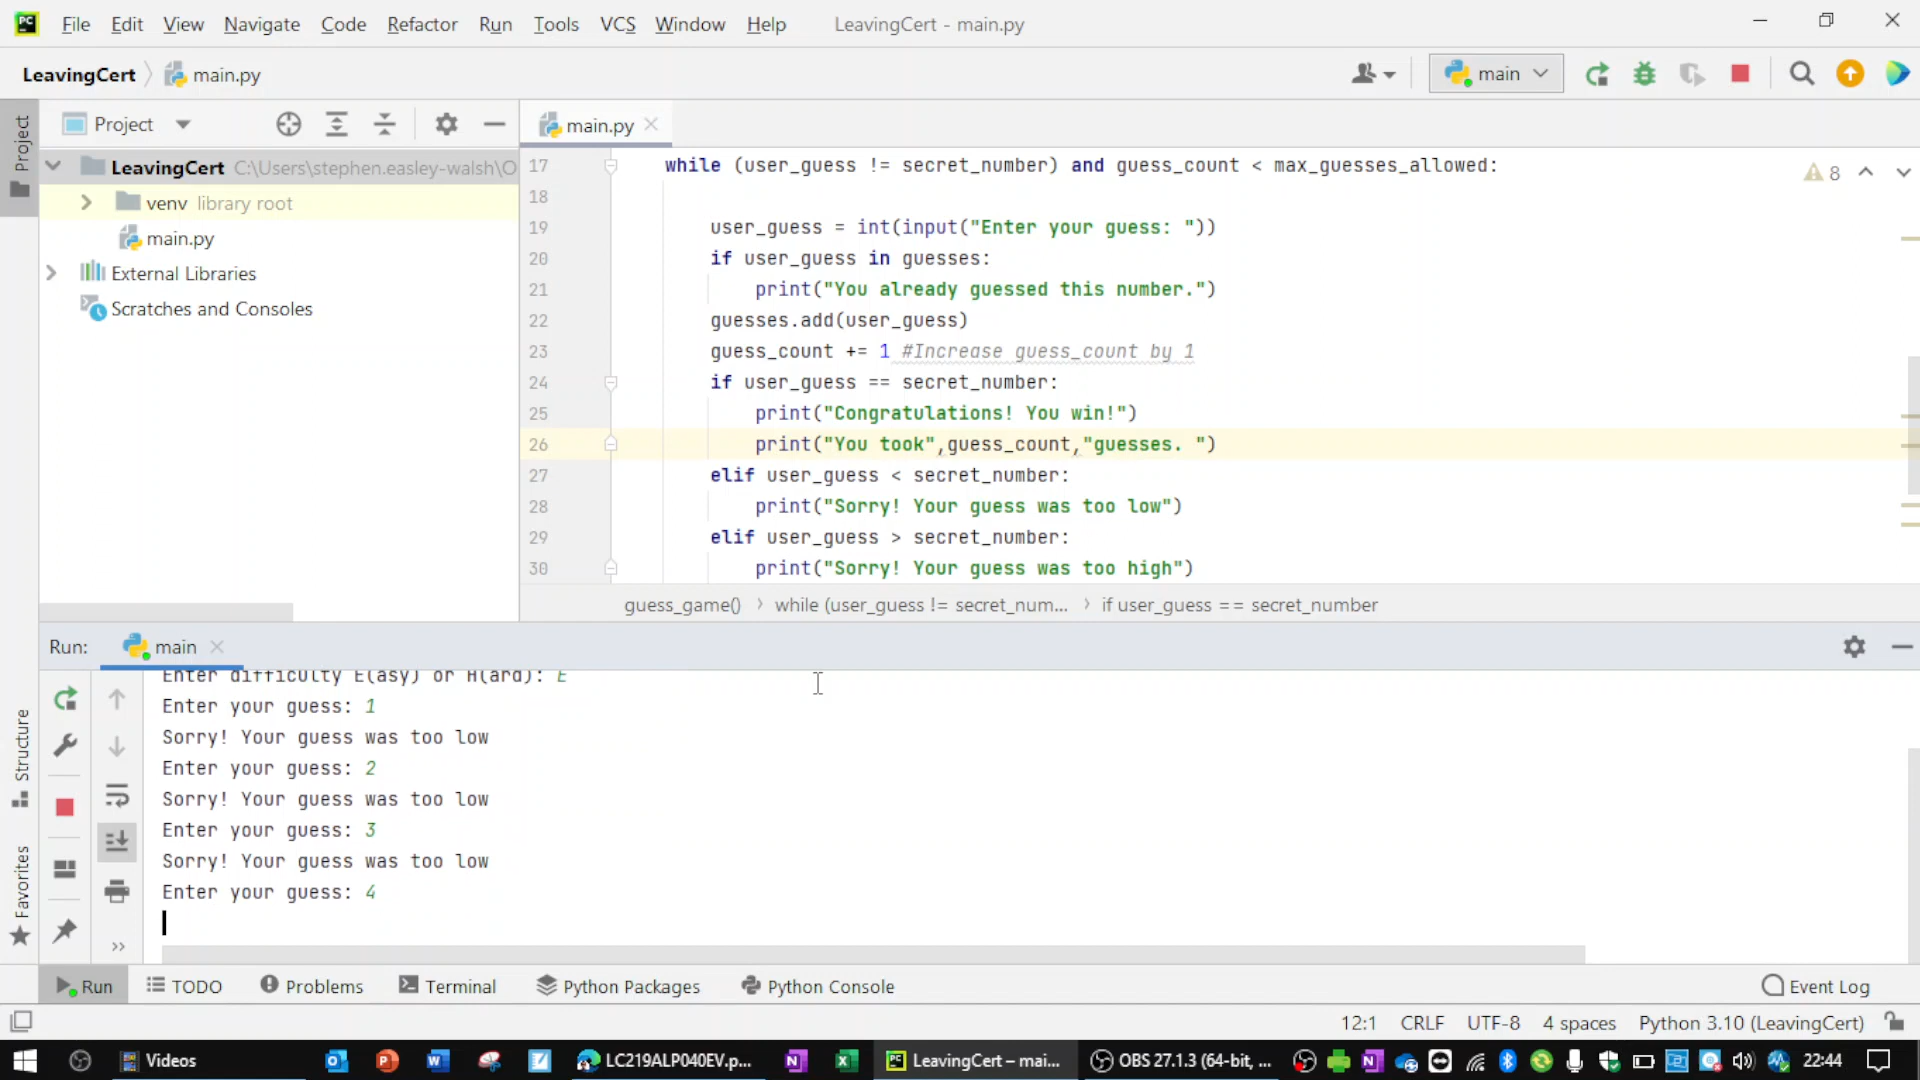 File Edit View Navigate Code Refactor Run Tools VCS Window Help LeavingCert - main.py
LeavingCert main.py main
Project main.py
Project
LeavingCert C:\Users\stephen.easley-walsh\O
venv library root
main.py
External Libraries
Scratches and Consoles
17 while (user_guess != secret_number) and guess_count < max_guesses_allowed:
8
18
19 user_guess = int(input("Enter your guess: "))
20 if user_guess in guesses:
21 print("You already guessed this number.")
22 guesses.add(user_guess)
23 guess_count += 1 #Increase guess_count by 1
24 if user_guess == secret_number:
25 print("Congratulations! You win!")
26 print("You took",guess_count,"guesses. ")
27 elif user_guess < secret_number:
28 print("Sorry! Your guess was too low")
29 elif user_guess > secret_number:
30 print("Sorry! Your guess was too high")
guess_game() while (user_guess != secret_num... if user_guess == secret_number
Run: main
Enter difficulty E(asy) or H(ard): E
Enter your guess: 1
Sorry! Your guess was too low
Enter your guess: 2
Sorry! Your guess was too low
Enter your guess: 3
Sorry! Your guess was too low
Enter your guess: 4
Structure
Favorites
Run TODO Problems Terminal Python Packages Python Console Event Log
12:1 CRLF UTF-8 4 spaces Python 3.10 (LeavingCert)
Videos LC219ALP040EV.p... LeavingCert – mai... OBS 27.1.3 (64-bit, ... 22:44